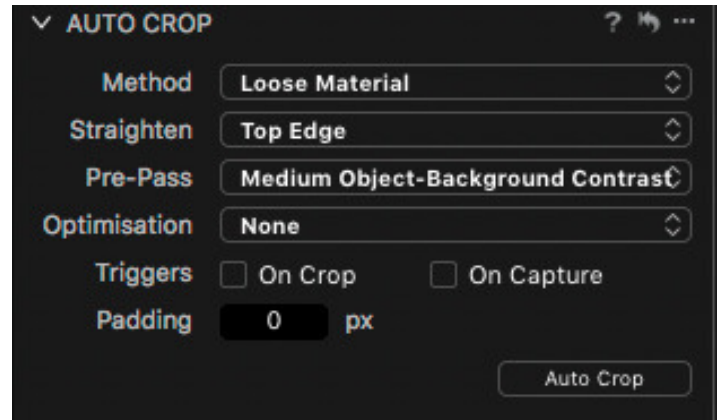 AUTO CROP ? ...
Method Loose Material
Straighten Top Edge
Pre-Pass Medium Object-Background Contrast
Optimisation None
Triggers On Crop On Capture
Padding 0 px
Auto Crop